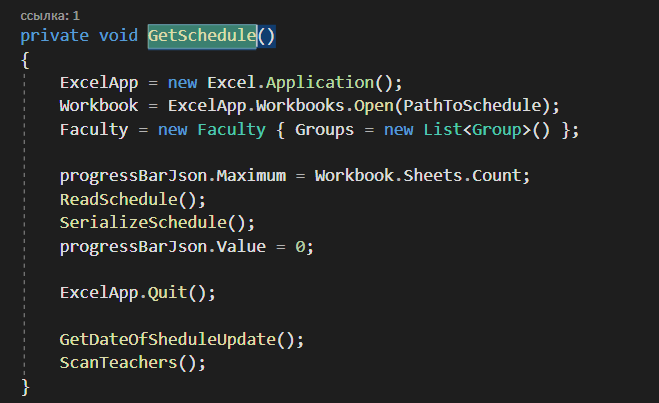 ссылка: 1
private void GetSchedule()
{
ExcelApp = new Excel.Application();
Workbook = ExcelApp.Workbooks.Open(PathToSchedule);
Faculty = new Faculty { Groups = new List<Group>() };
progressBarJson.Maximum = Workbook.Sheets.Count;
ReadSchedule();
SerializeSchedule();
progressBarJson.Value = 0;
ExcelApp.Quit();
GetDateOfSheduleUpdate();
ScanTeachers();
}